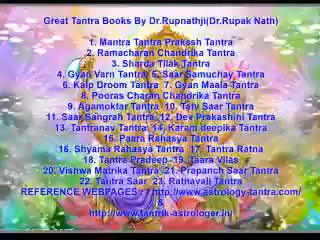 Great Tantra Books By Dr.Rupnathji(Dr.Rupak Nath)
1. Mantra Tantra Prakash Tantra
2. Ramacharan Chandrika Tantra
3. Sharda Tilak Tantra
4. Gyan Varn Tantra 5. Saar Samuchay Tantra
6. Kalp Droom Tantra 7. Gyan Maala Tantra
8. Pooras Charan Chandrika Tantra
9. Agamoktar Tantra 10. Tatv Saar Tantra
11. Saar Sangrah Tantra 12. Dev Prakashini Tantra
13. Tantranav Tantra 14. Karam deepika Tantra
15. Paara Rahasya Tantra
16. Shyama Rahasya Tantra 17. Tantra Ratna
18. Tantra Pradeep 19. Taara Vilas
20. Vishwa Matrika Tantra 21. Prapanch Saar Tantra
22. Tantra Saar 23. Ratnavali Tantra
REFERENCE WEBPAGES : http://www.astrology-tantra.com/
&
http://www.tantrik-astrologer.in/